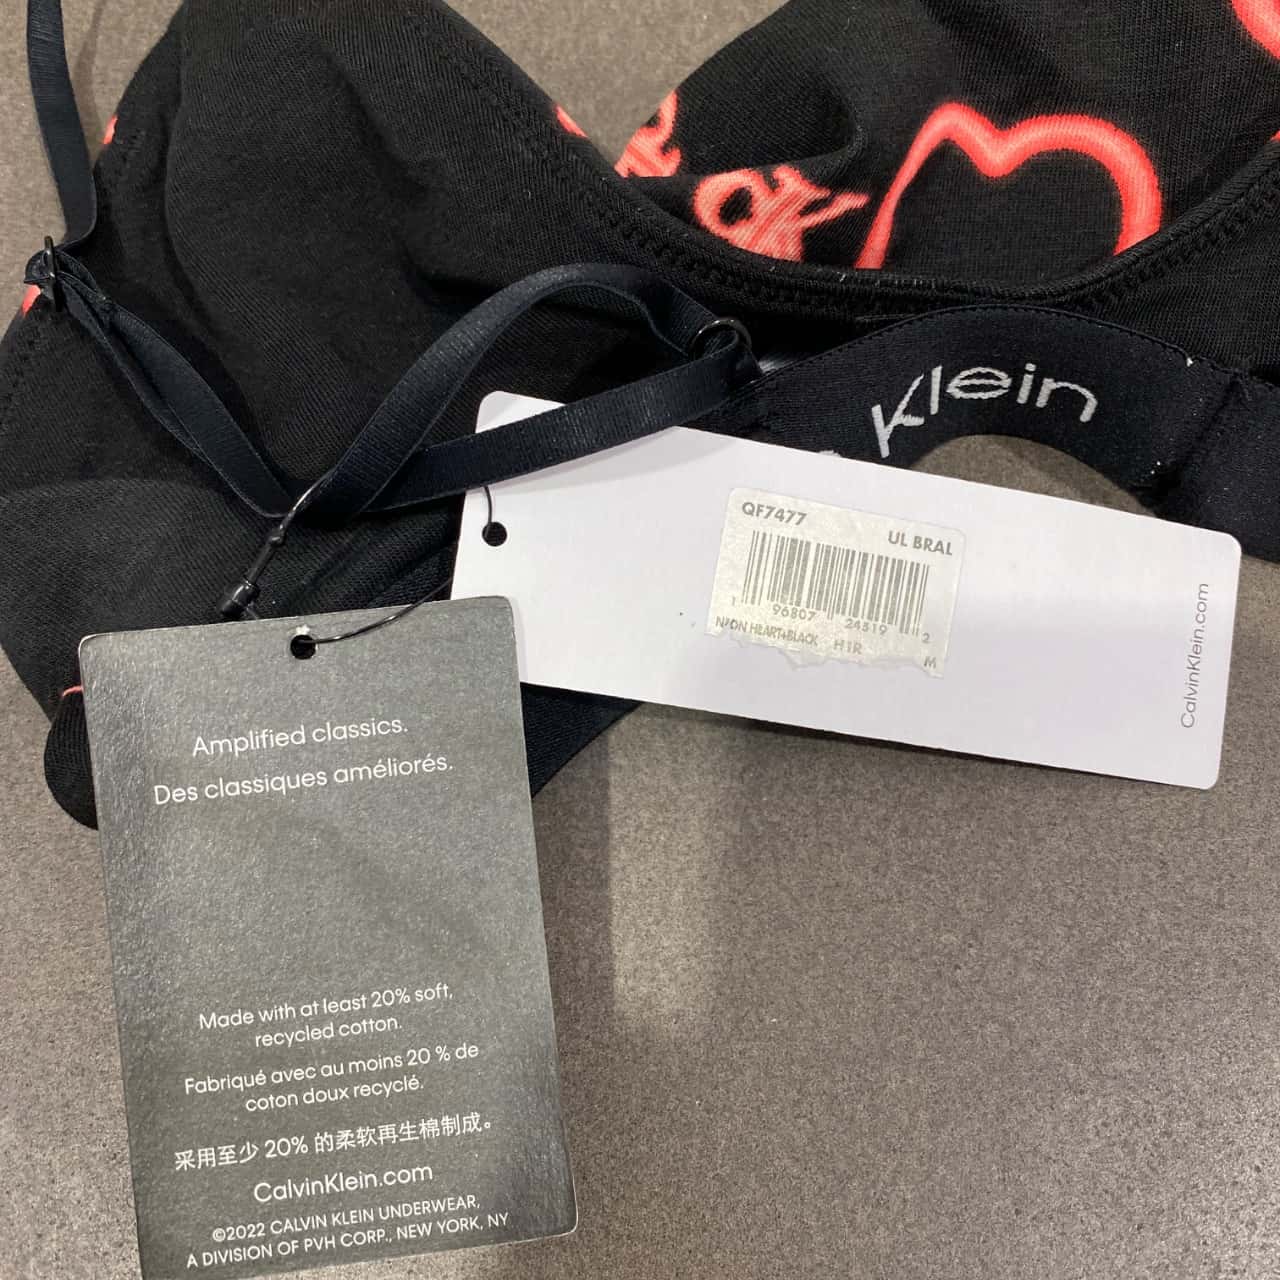 Klein
QF7477
UL BRAL
1 96807 24519 2
NEON HEART+BLACK H1R M
CalvinKlein.com
Amplified classics.
Des classiques améliorés.
Made with at least 20% soft,
recycled cotton.
Fabriqué avec au moins 20 % de
coton doux recyclé.
采用至少 20% 的柔软再生棉制成。
CalvinKlein.com
©2022 CALVIN KLEIN UNDERWEAR,
A DIVISION OF PVH CORP., NEW YORK, NY